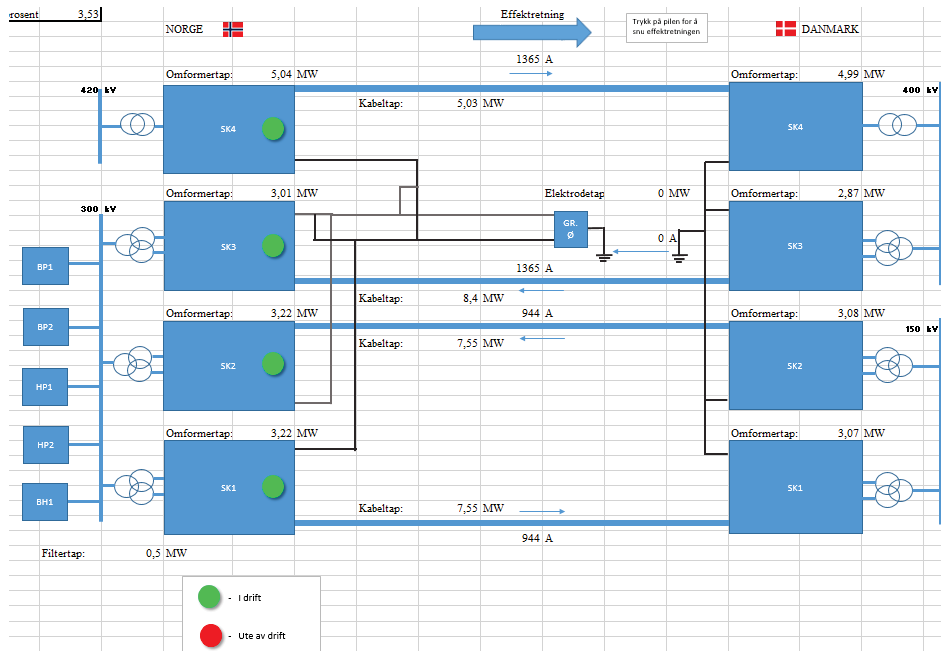 erosent 3,53
Effektretning
Trykk på pilen for å
snu effektretningen
NORGE
DANMARK
1365 A
Omformertap: 5,04 MW
Omformertap: 4,99 MW
420 kV
400 kV
Kabeltap: 5,03 MW
SK4
SK4
Omformertap: 3,01 MW
Elektrodetap 0 MW
Omformertap: 2,87 MW
300 kV
GR.
Ø
0 A
SK3
SK3
BP1
1365 A
Kabeltap: 8,4 MW
Omformertap: 3,22 MW
944 A
Omformertap: 3,08 MW
BP2
150 kV
Kabeltap: 7,55 MW
SK2
SK2
HP1
Omformertap: 3,22 MW
Omformertap: 3,07 MW
HP2
SK1
SK1
BH1
Kabeltap: 7,55 MW
944 A
Filtertap: 0,5 MW
- I drift
- Ute av drift